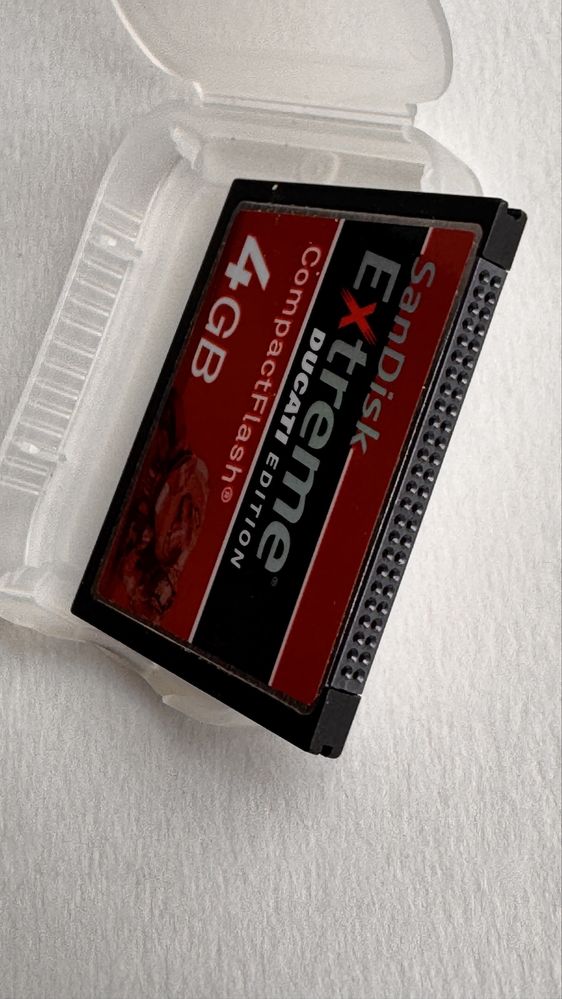 SanDisk
Extreme®
DUCATI EDITION
CompactFlash®
4GB